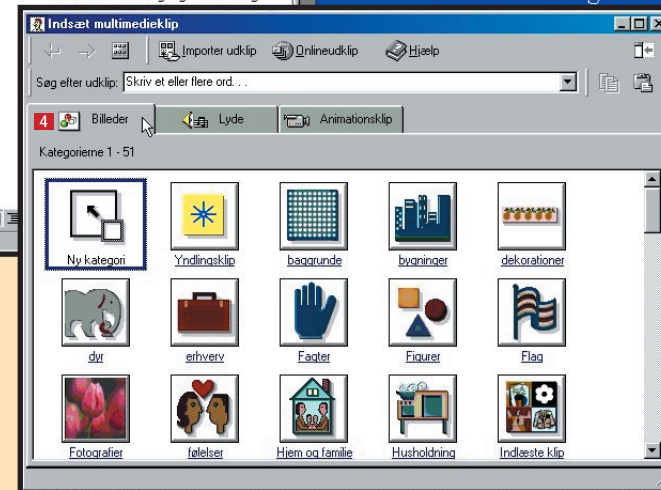 Indsæt multimedieklip
Importer udklip Onlineudklip Hjælp
Søg efter udklip: Skriv et eller flere ord. . .
4 Billeder Lyde Animationsklip
Kategorierne 1 - 51
Ny kategori Yndlingsklip baggrunde bygninger dekorationer
dyr erhverv Fagter Figurer Flag
Fotografier følelser Hjem og familie Husholdning Indlæste klip